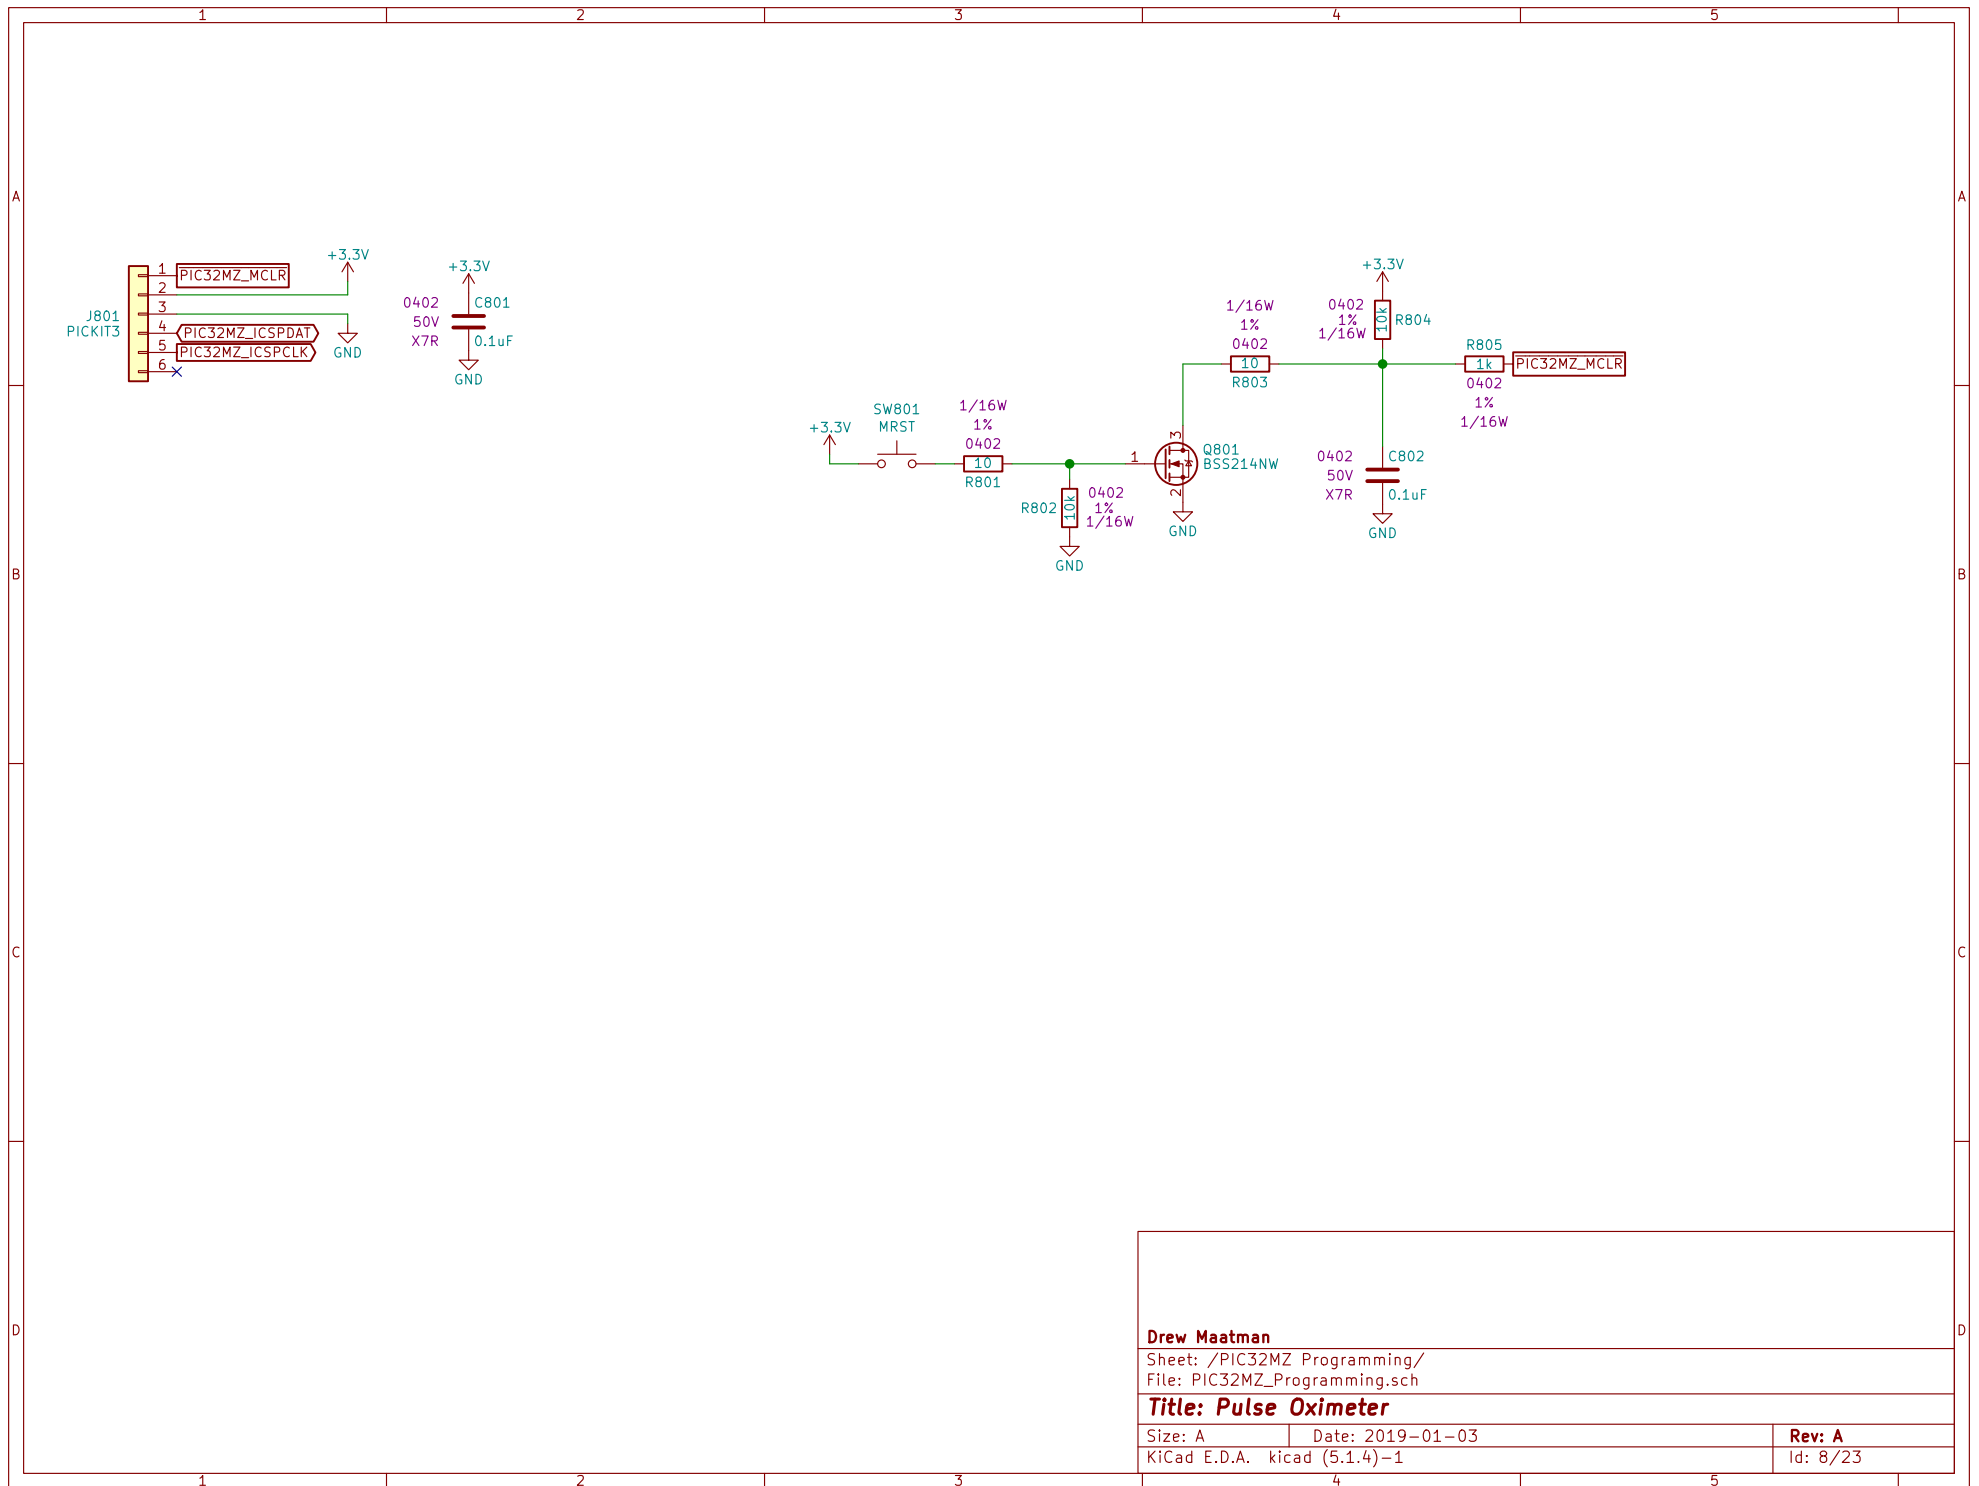 1 2 3 4 5
A A
+3.3V
1 PIC32MZ_MCLR
2
3
J801
PICKIT3
4 PIC32MZ_ICSPDAT
5 PIC32MZ_ICSPCLK
6
GND
+3.3V
0402 C801
50V
X7R 0.1uF
GND
+3.3V
SW801
MRST
1/16W
1%
0402
10
R801
R802 10k
0402
1%
1/16W
GND
1
3
2
Q801
BSS214NW
GND
1/16W
1%
0402
10
R803
+3.3V
0402
1%
1/16W
10k R804
R805
1k PIC32MZ_MCLR
0402
1%
1/16W
0402 C802
50V
X7R 0.1uF
GND
B B
C C
D D
Drew Maatman
Sheet: /PIC32MZ Programming/
File: PIC32MZ_Programming.sch
Title: Pulse Oximeter
Size: A Date: 2019-01-03 Rev: A
KiCad E.D.A. kicad (5.1.4)-1 Id: 8/23
1 2 3 4 5